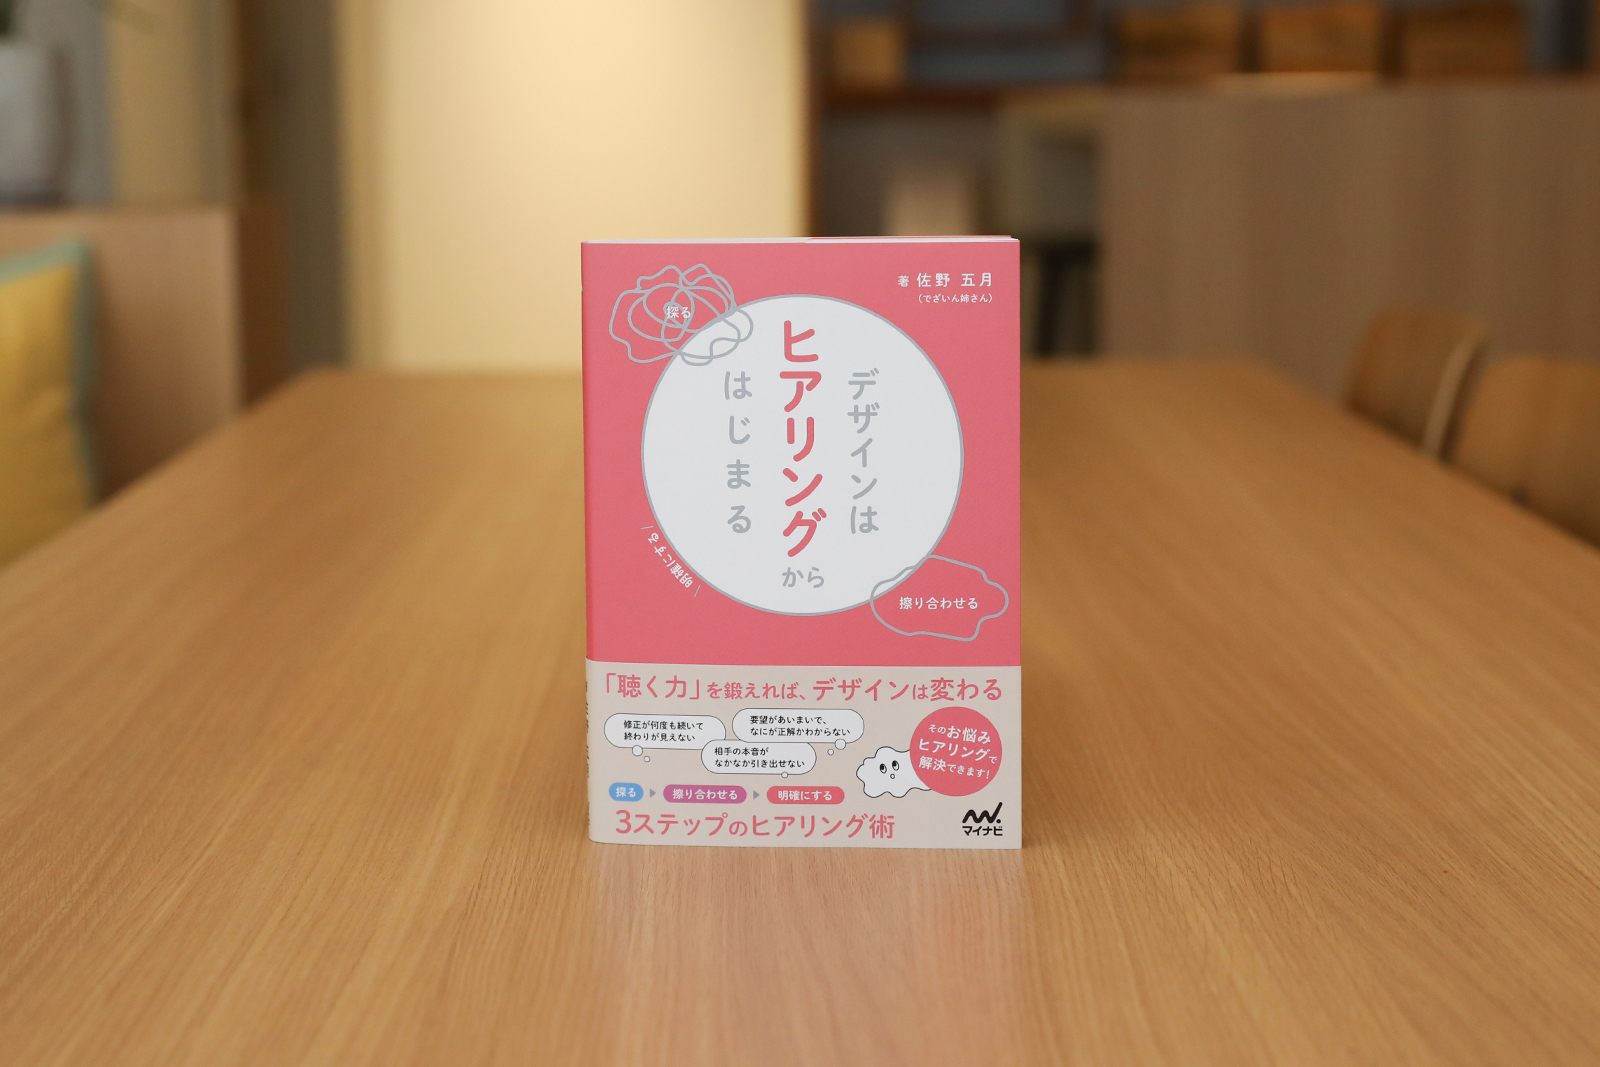 著 佐野 五月
(でざいん姉さん)
探る
デザインは
ヒアリングから
はじまる
明確にする
擦り合わせる
「聴く力」を鍛えれば、デザインは変わる
修正が何度も続いて
終わりが見えない
要望があいまいで、
なにが正解かわからない
相手の本音が
なかなか引き出せない
そのお悩み
ヒアリングで
解決できます!
探る
擦り合わせる
明確にする
3ステップのヒアリング術
マイナビ